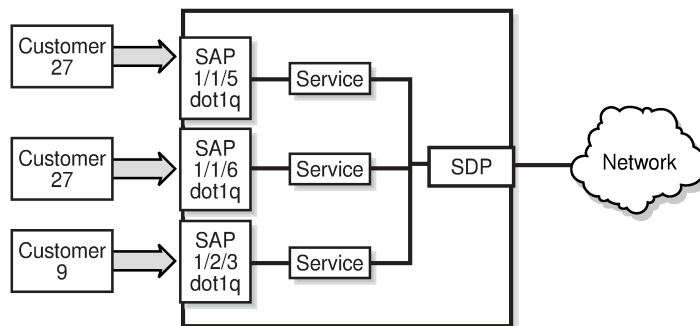 Customer
27
SAP
1/1/5
dot1q
Service
Customer
27
SAP
1/1/6
dot1q
Service
SDP
Network
Customer
9
SAP
1/2/3
dot1q
Service